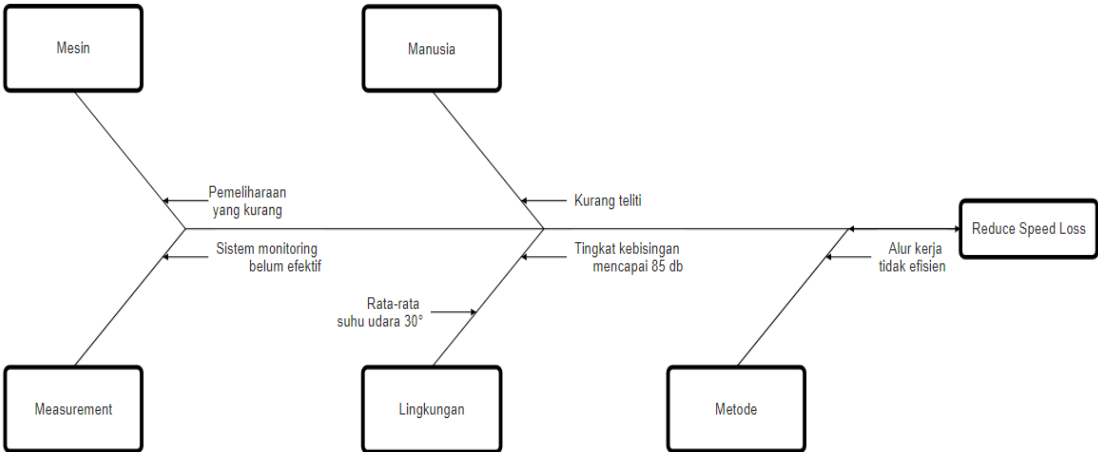 Mesin
Manusia
Pemeliharaan
yang kurang
Kurang teliti
Reduce Speed Loss
Sistem monitoring
belum efektif
Tingkat kebisingan
mencapai 85 db
Alur kerja
tidak efisien
Rata-rata
suhu udara 30°
Measurement
Lingkungan
Metode